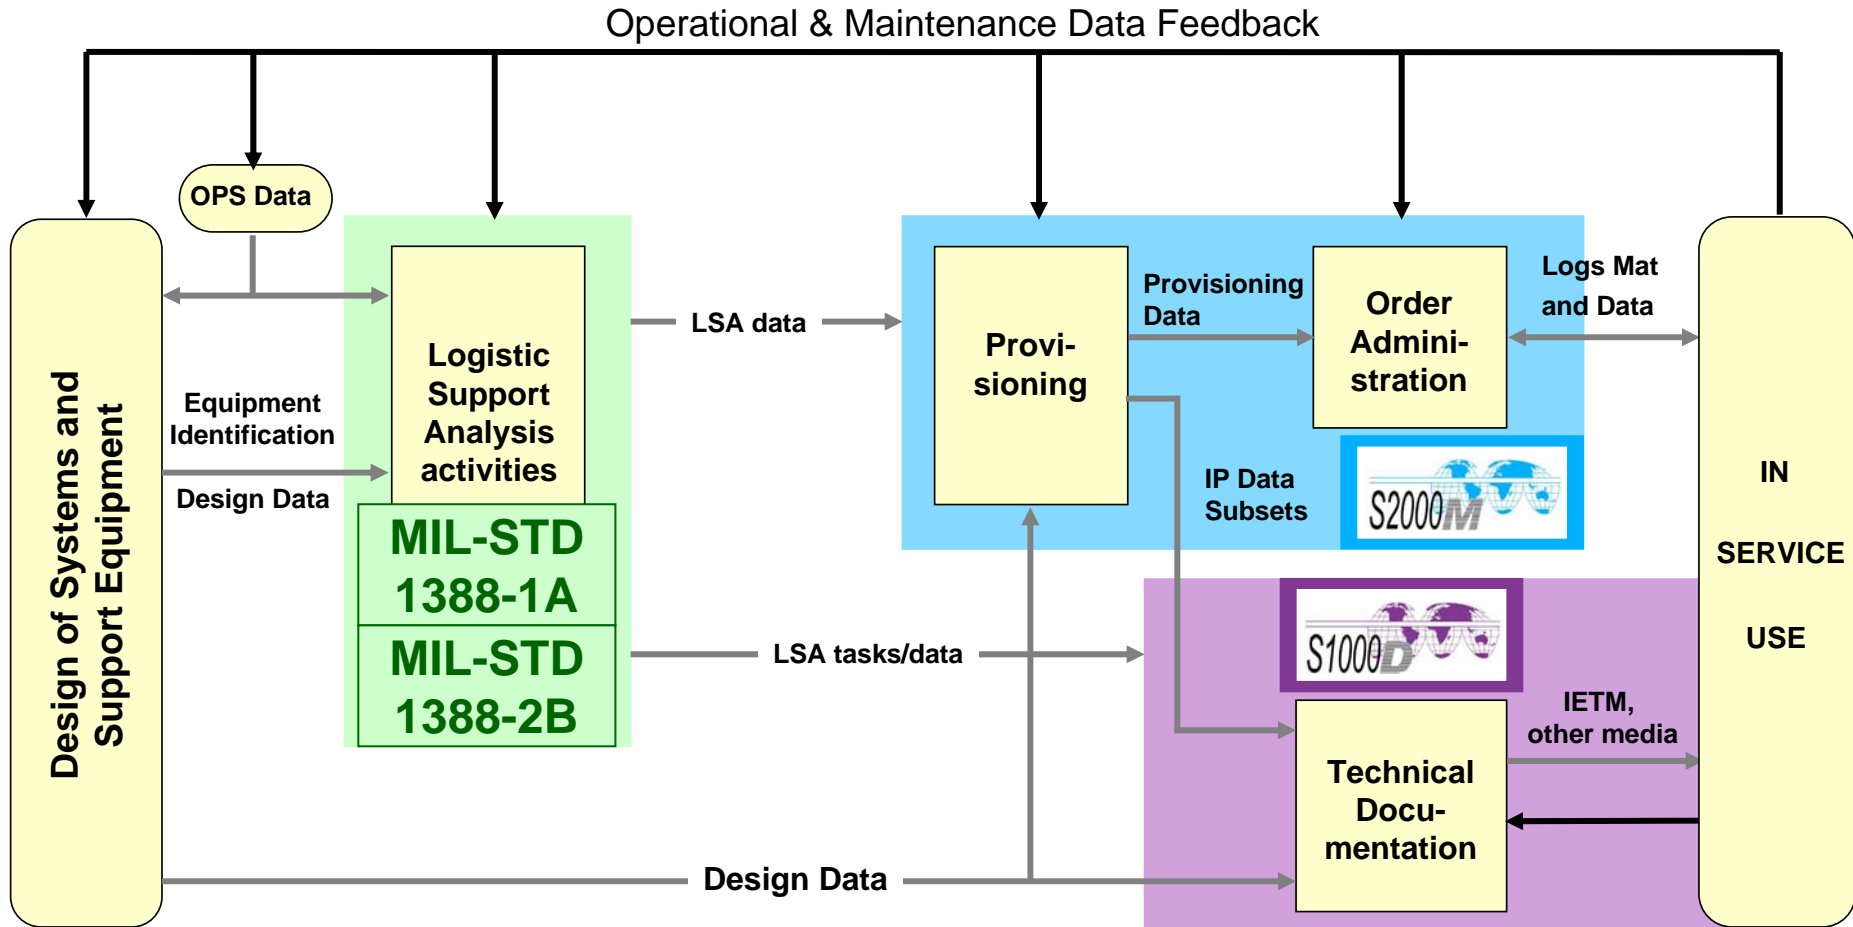 Operational & Maintenance Data Feedback
OPS Data
Design of Systems and
Support Equipment
Equipment
Identification
Design Data
Logistic
Support
Analysis
activities
MIL-STD
1388-1A
MIL-STD
1388-2B
LSA data
LSA tasks/data
Design Data
Provi-
sioning
Provisioning
Data
Order
Admini-
stration
IP Data
Subsets
S2000M
Logs Mat
and Data
S1000D
Technical
Docu-
mentation
IETM,
other media
IN
SERVICE
USE